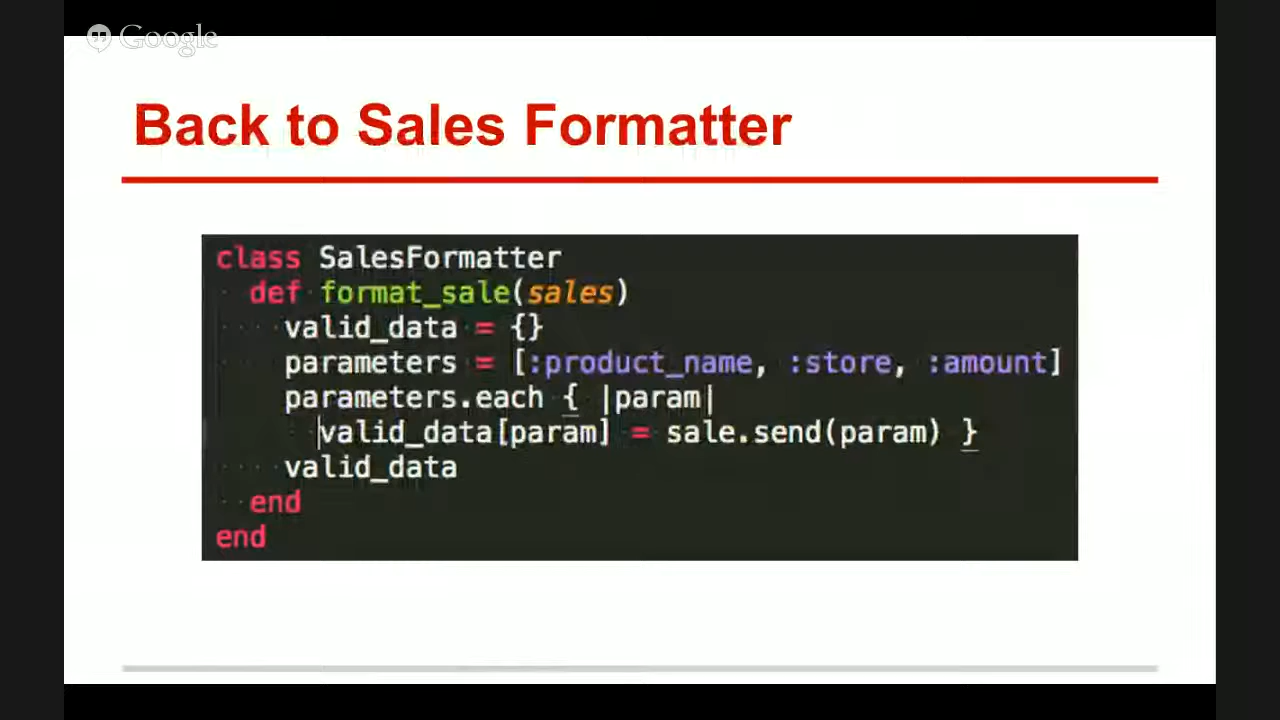 Google
Back to Sales Formatter
class SalesFormatter
def format_sale(sales)
valid_data = {}
parameters = [:product_name, :store, :amount]
parameters.each { |param|
valid_data[param] = sale.send(param) }
valid_data
end
end